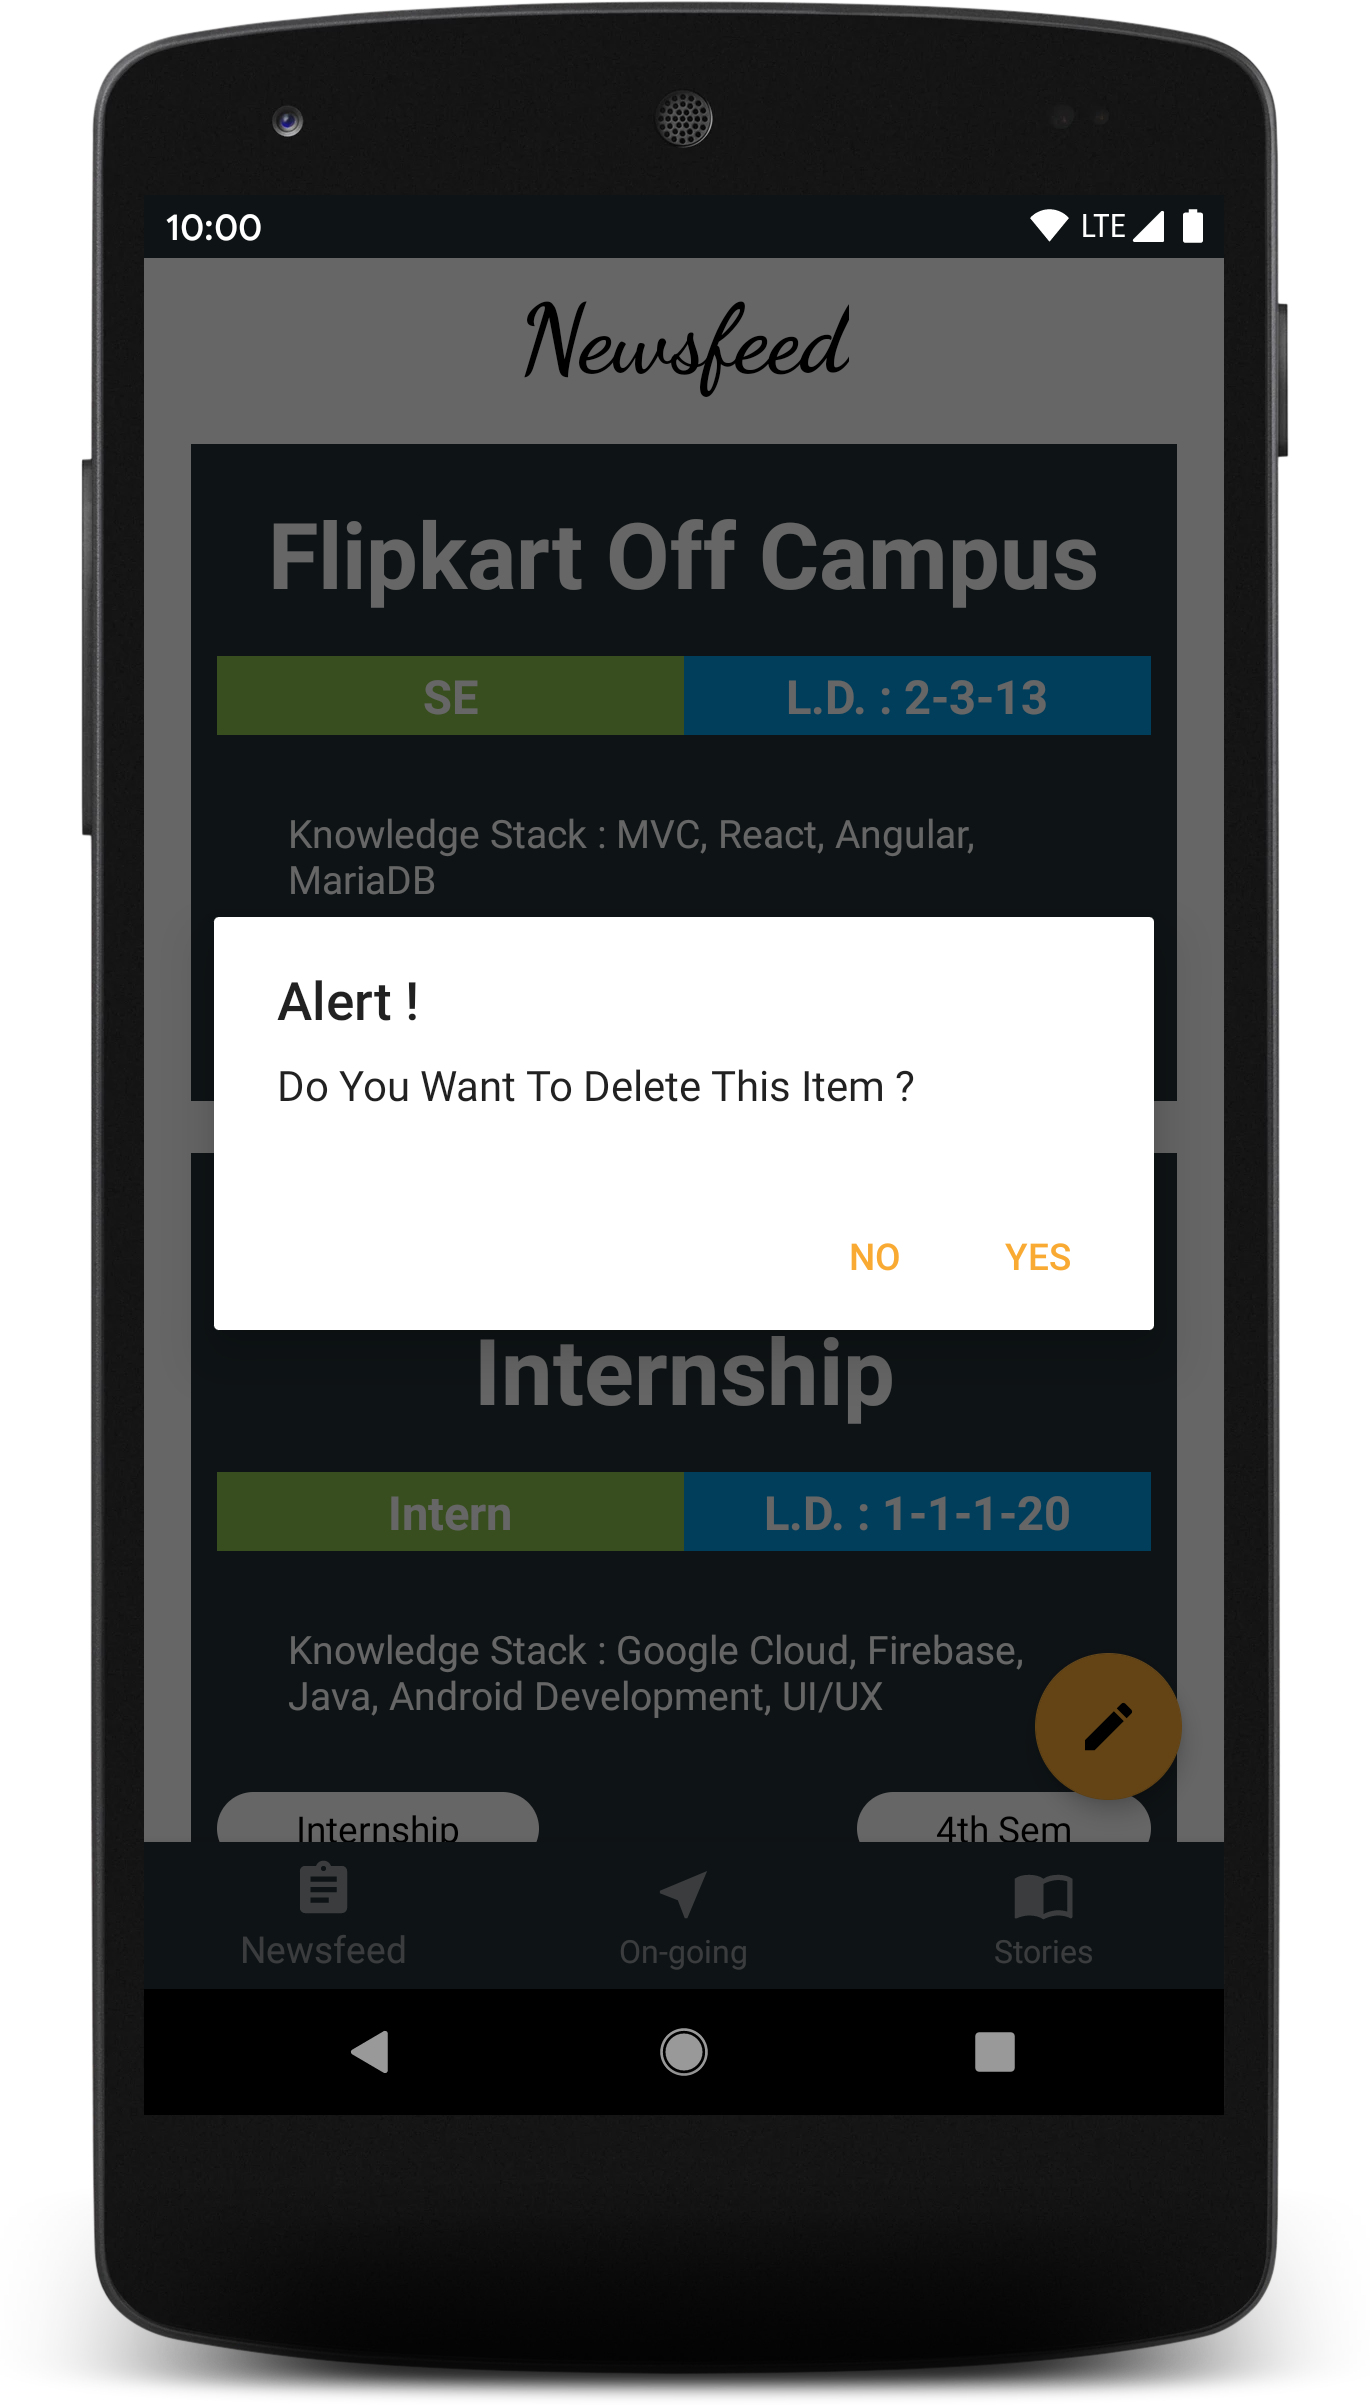 10:00 LTE
Newsfeed
Flipkart Off Campus
SE L.D. : 2-3-13
Knowledge Stack : MVC, React, Angular,
MariaDB
Alert !
Do You Want To Delete This Item ?
NO YES
Internship
Intern L.D. : 1-1-1-20
Knowledge Stack : Google Cloud, Firebase,
Java, Android Development, UI/UX
Internship 4th Sem
Newsfeed On-going Stories